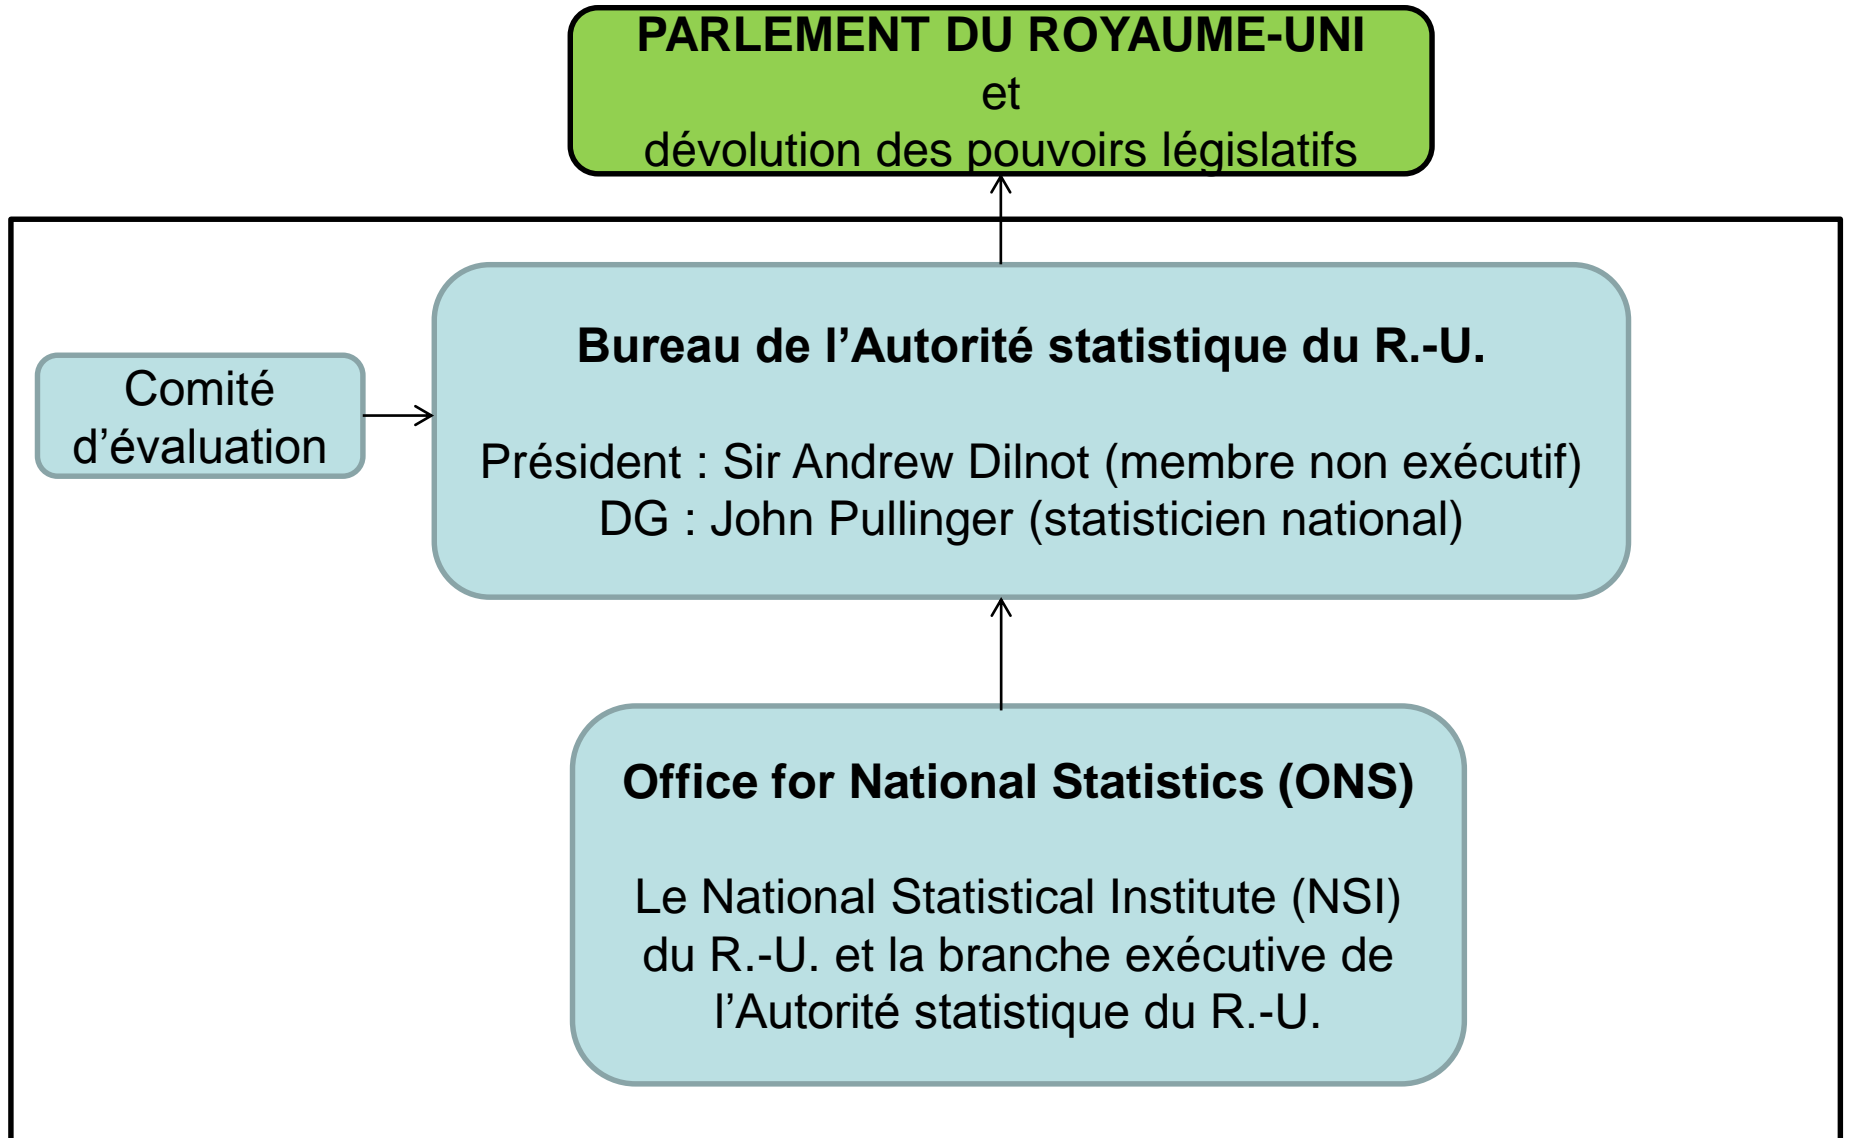 PARLEMENT DU ROYAUME-UNI
et
dévolution des pouvoirs législatifs
Bureau de l’Autorité statistique du R.-U.
Président : Sir Andrew Dilnot (membre non exécutif)
DG : John Pullinger (statisticien national)
Comité
d’évaluation
Office for National Statistics (ONS)
Le National Statistical Institute (NSI)
du R.-U. et la branche exécutive de
l’Autorité statistique du R.-U.